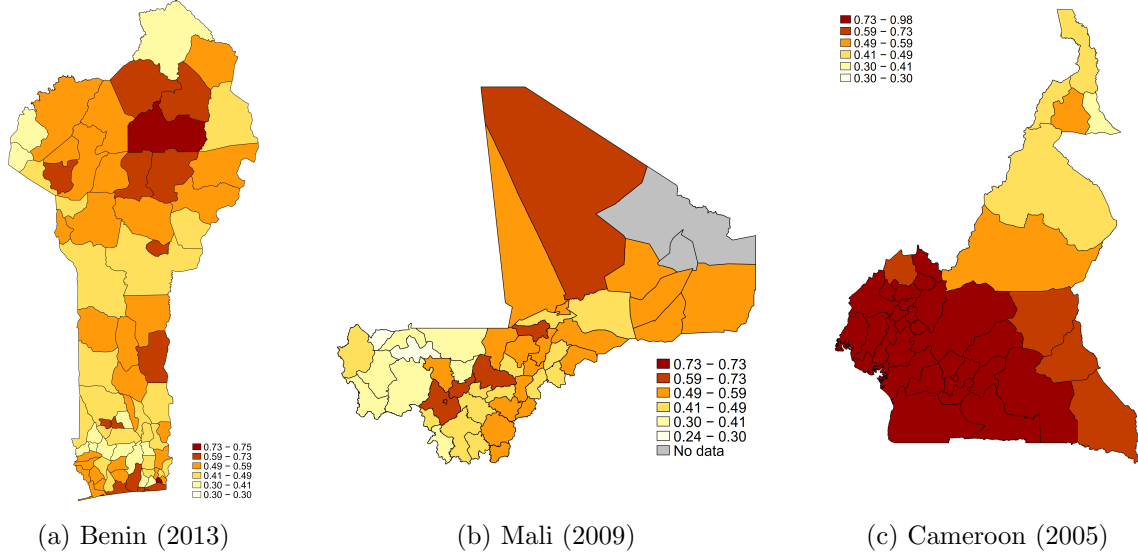 0.73 – 0.75
0.59 – 0.73
0.49 – 0.59
0.41 – 0.49
0.30 – 0.41
0.30 – 0.30
(a) Benin (2013)
0.73 – 0.73
0.59 – 0.73
0.49 – 0.59
0.41 – 0.49
0.30 – 0.41
0.24 – 0.30
No data
(b) Mali (2009)
0.73 – 0.98
0.59 – 0.73
0.49 – 0.59
0.41 – 0.49
0.30 – 0.41
0.30 – 0.30
(c) Cameroon (2005)